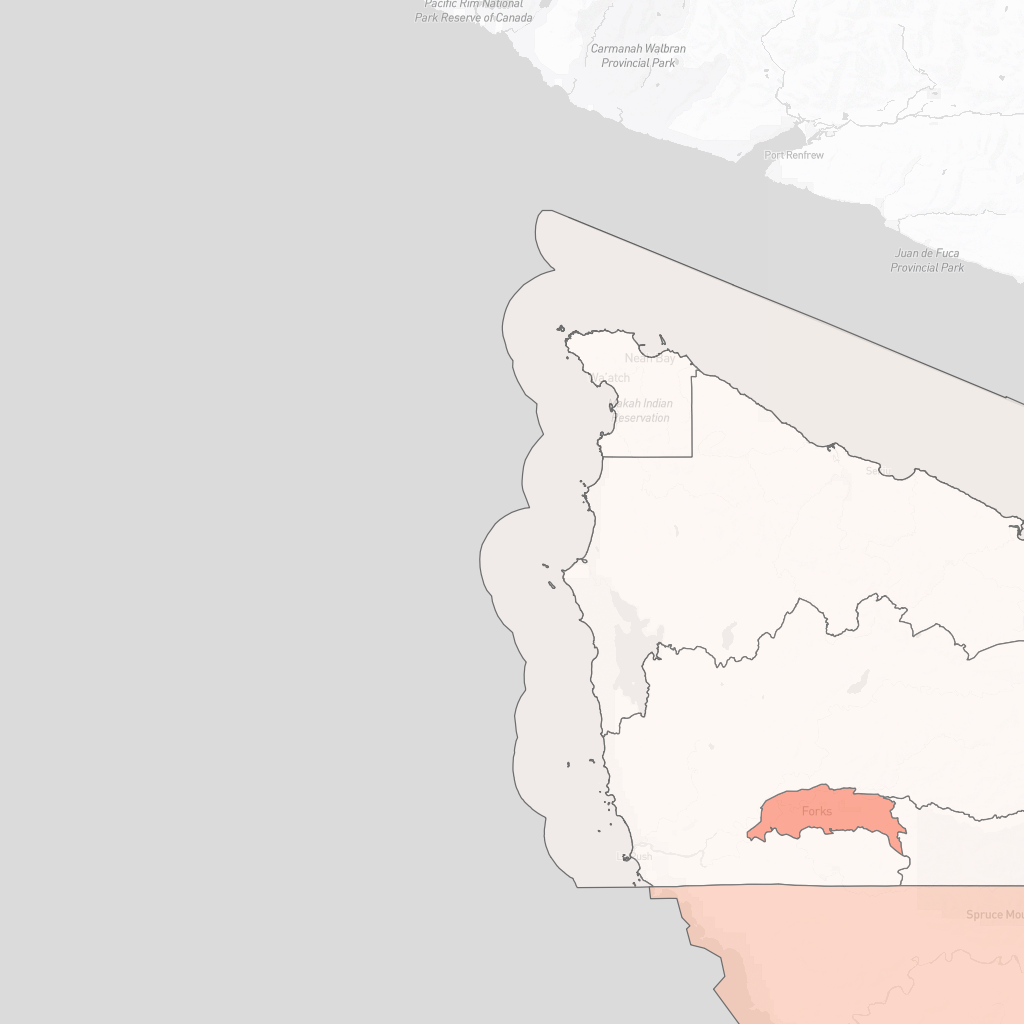 Pacific Rim National
Park Reserve of Canada
Carmanah Walbran
Provincial Park
Port Renfrew
Juan de Fuca
Provincial Park
Neah Bay
Wa'atch
Makah Indian
Reservation
Forks
Spruce Mou